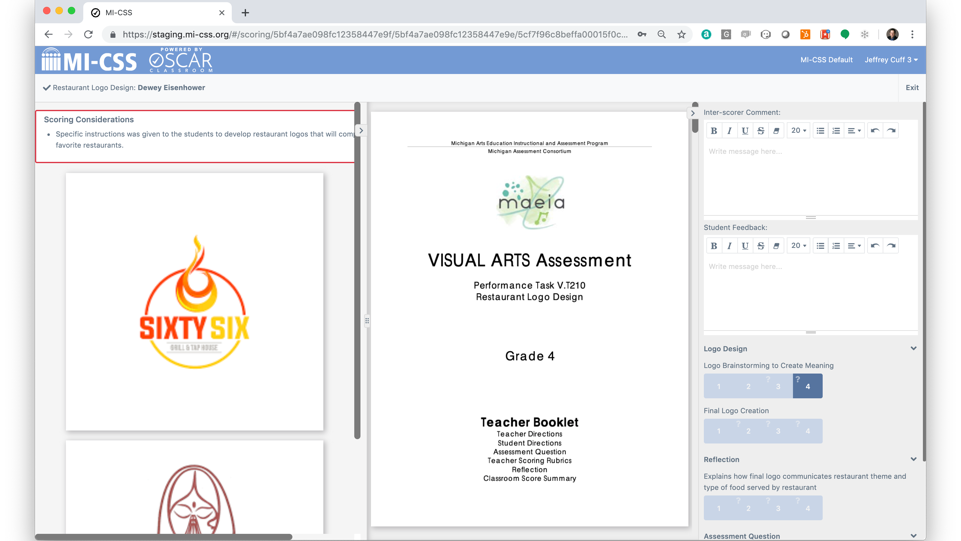 MI-CSS
https://staging.mi-css.org/#/scoring/5bf4a7ae098fc12358447e9f/5bf4a7ae098fc12358447e9e/5cf7f96c8beffa00015f0c...
MI-CSS
POWERED BY
OSCAR
CLASSROOM
MI-CSS Default
Jeffrey Cuff 3
Restaurant Logo Design: Dewey Eisenhower
Exit
Scoring Considerations
Specific instructions was given to the students to develop restaurant logos that will com
favorite restaurants.
SIXTY SIX
GRILL & TAP HOUSE
Michigan Arts Education Instructional and Assessment Program
Michigan Assessment Consortium
maeia
VISUAL ARTS Assessment
Performance Task V.T210
Restaurant Logo Design
Grade 4
Teacher Booklet
Teacher Directions
Student Directions
Assessment Question
Teacher Scoring Rubrics
Reflection
Classroom Score Summary
Inter-scorer Comment:
B I U S 20
Write message here...
Student Feedback:
B I U S 20
Write message here...
Logo Design
Logo Brainstorming to Create Meaning
1 2 ? 3 ? 4
Final Logo Creation
1 ? 2 ? 3 ? 4
Reflection
Explains how final logo communicates restaurant theme and
type of food served by restaurant
1 ? 2 ? 3 ? 4
Assessment Question